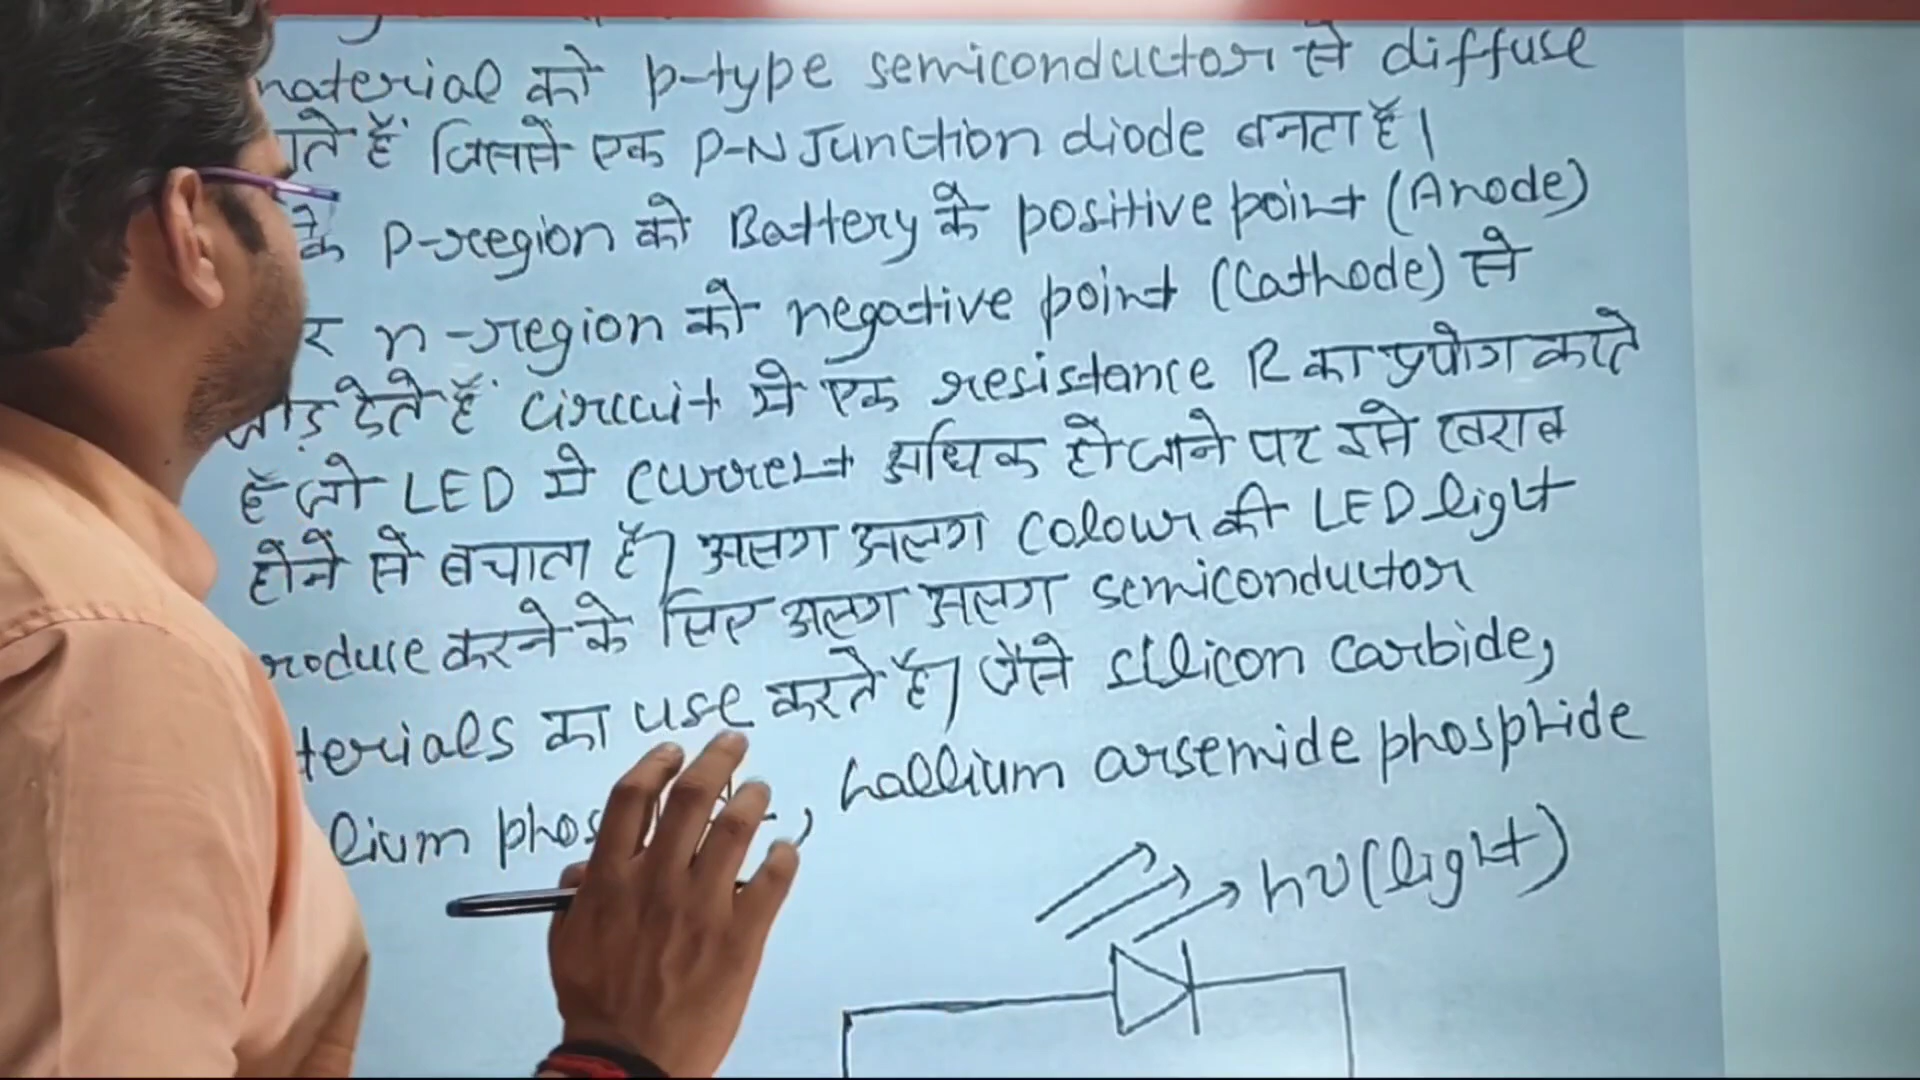 material को p-type semiconductor से diffuse
हैं जिससे एक P-N Junction diode बनता है।
के P-region को Battery के positive point (Anode)
n-region को negative point (Cathode) से
जोड़ देते हैं circuit में एक resistance R का प्रयोग करते
हैं जो LED में current अधिक हो जाने पर इसे खराब
होने से बचाता है। अलग अलग colour की LED light
roduce करने के लिए अलग अलग semiconductor
terials का use करते है। जैसे silicon carbide,
lium phos , hallium arsemide phosphide
hν (light)